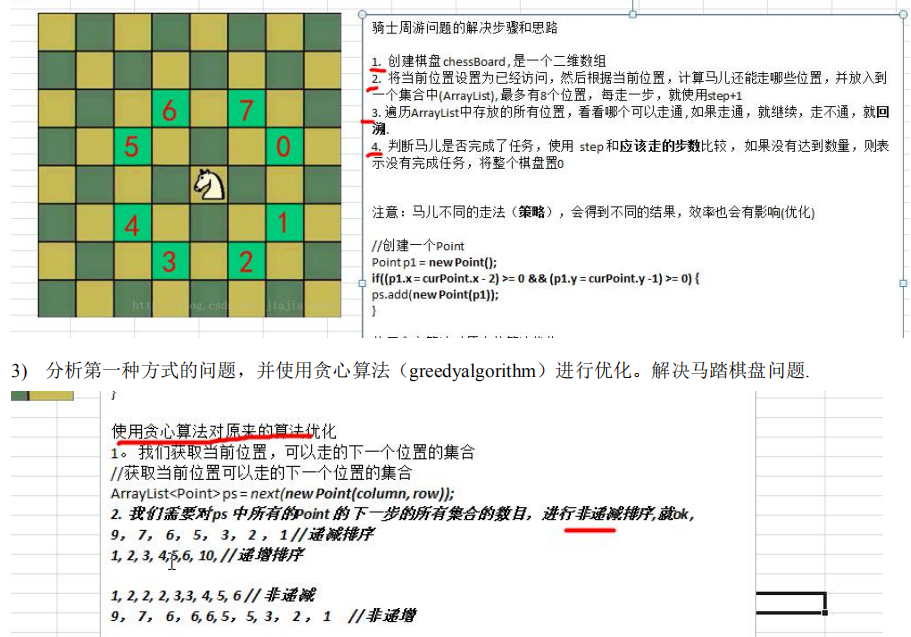 6 7
5 0
4 1
3 2
骑士周游问题的解决步骤和思路
1. 创建棋盘 chessBoard , 是一个二维数组
2. 将当前位置设置为已经访问，然后根据当前位置，计算马儿还能走哪些位置，并放入到
一个集合中(ArrayList), 最多有8个位置，每走一步，就使用step+1
3. 遍历ArrayList中存放的所有位置，看看哪个可以走通 , 如果走通，就继续，走不通，就回
溯.
4. 判断马儿是否完成了任务，使用 step 和应该走的步数比较 ，如果没有达到数量，则表
示没有完成任务，将整个棋盘置0
注意：马儿不同的走法（策略），会得到不同的结果，效率也会有影响(优化)
//创建一个Point
Point p1 = new Point();
if((p1.x = curPoint.x - 2) >= 0 && (p1.y = curPoint.y -1) >= 0) {
ps.add(new Point(p1));
}
3) 分析第一种方式的问题，并使用贪心算法（greedyalgorithm）进行优化。解决马踏棋盘问题.
}
使用贪心算法对原来的算法优化
1。 我们获取当前位置，可以走的下一个位置的集合
//获取当前位置可以走的下一个位置的集合
ArrayList<Point> ps = next(new Point(column, row));
2. 我们需要对ps 中所有的Point 的下一步的所有集合的数目，进行非递减排序,就ok ,
9， 7， 6， 5， 3， 2 ， 1 // 递减排序
1, 2, 3, 4,5,6, 10, // 递增排序
1, 2, 2, 2, 3,3, 4, 5, 6 // 非递减
9， 7， 6， 6, 6, 5， 5, 3， 2 ， 1 // 非递增